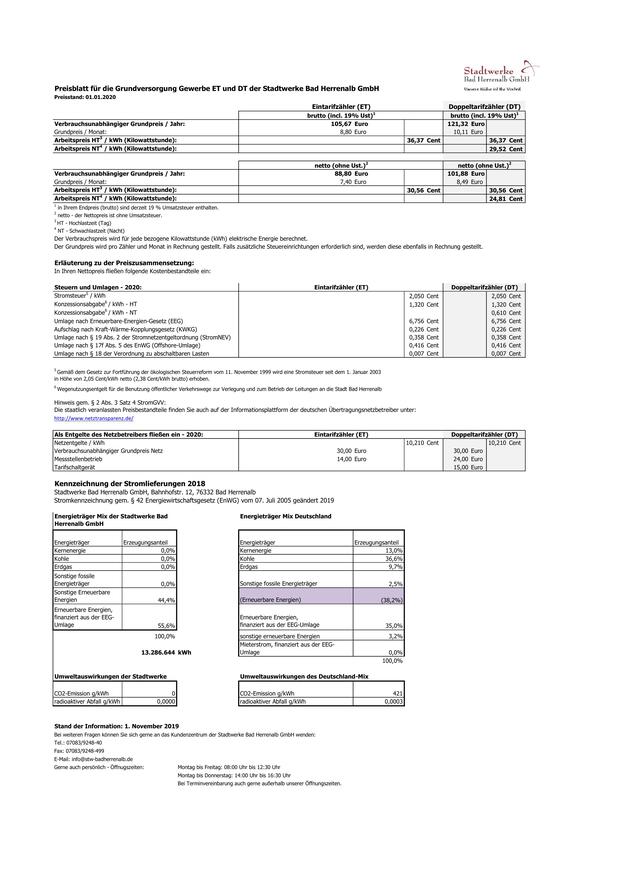 Stadtwerke
Bad Herrenalb GmbH
Unsere Nähe ist Ihr Vorteil
Preisblatt für die Grundversorgung Gewerbe ET und DT der Stadtwerke Bad Herrenalb GmbH
Preisstand: 01.01.2020
Eintarifzähler (ET) Doppeltarifzähler (DT)
brutto (incl. 19% Ust)¹ brutto (incl. 19% Ust)¹
Verbrauchsunabhängiger Grundpreis / Jahr: 105,67 Euro 121,32 Euro
Grundpreis / Monat: 8,80 Euro 10,11 Euro
Arbeitspreis HT³ / kWh (Kilowattstunde): 36,37 Cent 36,37 Cent
Arbeitspreis NT⁴ / kWh (Kilowattstunde): 29,52 Cent
netto (ohne Ust.)² netto (ohne Ust.)²
Verbrauchsunabhängiger Grundpreis / Jahr: 88,80 Euro 101,88 Euro
Grundpreis / Monat: 7,40 Euro 8,49 Euro
Arbeitspreis HT³ / kWh (Kilowattstunde): 30,56 Cent 30,56 Cent
Arbeitspreis NT⁴ / kWh (Kilowattstunde): 24,81 Cent
¹ in Ihrem Endpreis (brutto) sind derzeit 19 % Umsatzsteuer enthalten.
² netto - der Nettopreis ist ohne Umsatzsteuer.
³ HT - Hochlastzeit (Tag)
⁴ NT - Schwachlastzeit (Nacht)
Der Verbrauchspreis wird für jede bezogene Kilowattstunde (kWh) elektrische Energie berechnet.
Der Grundpreis wird pro Zähler und Monat in Rechnung gestellt. Falls zusätzliche Steuereinrichtungen erforderlich sind, werden diese ebenfalls in Rechnung gestellt.
Erläuterung zu der Preiszusammensetzung:
In Ihren Nettopreis fließen folgende Kostenbestandteile ein:
Steuern und Umlagen - 2020: Eintarifzähler (ET) Doppeltarifzähler (DT)
Stromsteuer⁵ / kWh 2,050 Cent 2,050 Cent
Konzessionsabgabe⁶ / kWh - HT 1,320 Cent 1,320 Cent
Konzessionsabgabe⁶ / kWh - NT 0,610 Cent
Umlage nach Erneuerbare-Energien-Gesetz (EEG) 6,756 Cent 6,756 Cent
Aufschlag nach Kraft-Wärme-Kopplungsgesetz (KWKG) 0,226 Cent 0,226 Cent
Umlage nach § 19 Abs. 2 der Stromnetzentgeltordnung (StromNEV) 0,358 Cent 0,358 Cent
Umlage nach § 17f Abs. 5 des EnWG (Offshore-Umlage) 0,416 Cent 0,416 Cent
Umlage nach § 18 der Verordnung zu abschaltbaren Lasten 0,007 Cent 0,007 Cent
⁵ Gemäß dem Gesetz zur Fortführung der ökologischen Steuerreform vom 11. November 1999 wird eine Stromsteuer seit dem 1. Januar 2003
in Höhe von 2,05 Cent/kWh netto (2,38 Cent/kWh brutto) erhoben.
⁶ Wegenutzungsentgelt für die Benutzung öffentlicher Verkehrswege zur Verlegung und zum Betrieb der Leitungen an die Stadt Bad Herrenalb
Hinweis gem. § 2 Abs. 3 Satz 4 StromGVV:
Die staatlich veranlassten Preisbestandteile finden Sie auch auf der Informationsplattform der deutschen Übertragungsnetzbetreiber unter:
http://www.netztransparenz.de/
Als Entgelte des Netzbetreibers fließen ein - 2020: Eintarifzähler (ET) Doppeltarifzähler (DT)
Netzentgelte / kWh 10,210 Cent 10,210 Cent
Verbrauchsunabhängiger Grundpreis Netz 30,00 Euro 30,00 Euro
Messstellenbetrieb 14,00 Euro 24,00 Euro
Tarifschaltgerät 15,00 Euro
Kennzeichnung der Stromlieferungen 2018
Stadtwerke Bad Herrenalb GmbH, Bahnhofstr. 12, 76332 Bad Herrenalb
Stromkennzeichnung gem. § 42 Energiewirtschaftsgesetz (EnWG) vom 07. Juli 2005 geändert 2019
Energieträger Mix der Stadtwerke Bad Herrenalb GmbH
Energieträger Erzeugungsanteil
Kernenergie 0,0%
Kohle 0,0%
Erdgas 0,0%
Sonstige fossile
Energieträger 0,0%
Sonstige Erneuerbare
Energien 44,4%
Erneuerbare Energien,
finanziert aus der EEG-
Umlage 55,6%
100,0%
13.286.644 kWh
Energieträger Mix Deutschland
Energieträger Erzeugungsanteil
Kernenergie 13,0%
Kohle 36,6%
Erdgas 9,7%
Sonstige fossile Energieträger 2,5%
(Erneuerbare Energien) (38,2%)
Erneuerbare Energien,
finanziert aus der EEG-Umlage 35,0%
sonstige erneuerbare Energien 3,2%
Mieterstrom, finanziert aus der EEG-
Umlage 0,0%
100,0%
Umweltauswirkungen der Stadtwerke
CO2-Emission g/kWh 0
radioaktiver Abfall g/kWh 0,0000
Umweltauswirkungen des Deutschland-Mix
CO2-Emission g/kWh 421
radioaktiver Abfall g/kWh 0,0003
Stand der Information: 1. November 2019
Bei weiteren Fragen können Sie sich gerne an das Kundenzentrum der Stadtwerke Bad Herrenalb GmbH wenden:
Tel.: 07083/9248-40
Fax: 07083/9248-499
E-Mail: info@stw-badherrenalb.de
Gerne auch persönlich - Öffnugszeiten: Montag bis Freitag: 08:00 Uhr bis 12:30 Uhr
Montag bis Donnerstag: 14:00 Uhr bis 16:30 Uhr
Bei Terminvereinbarung auch gerne außerhalb unserer Öffnungszeiten.